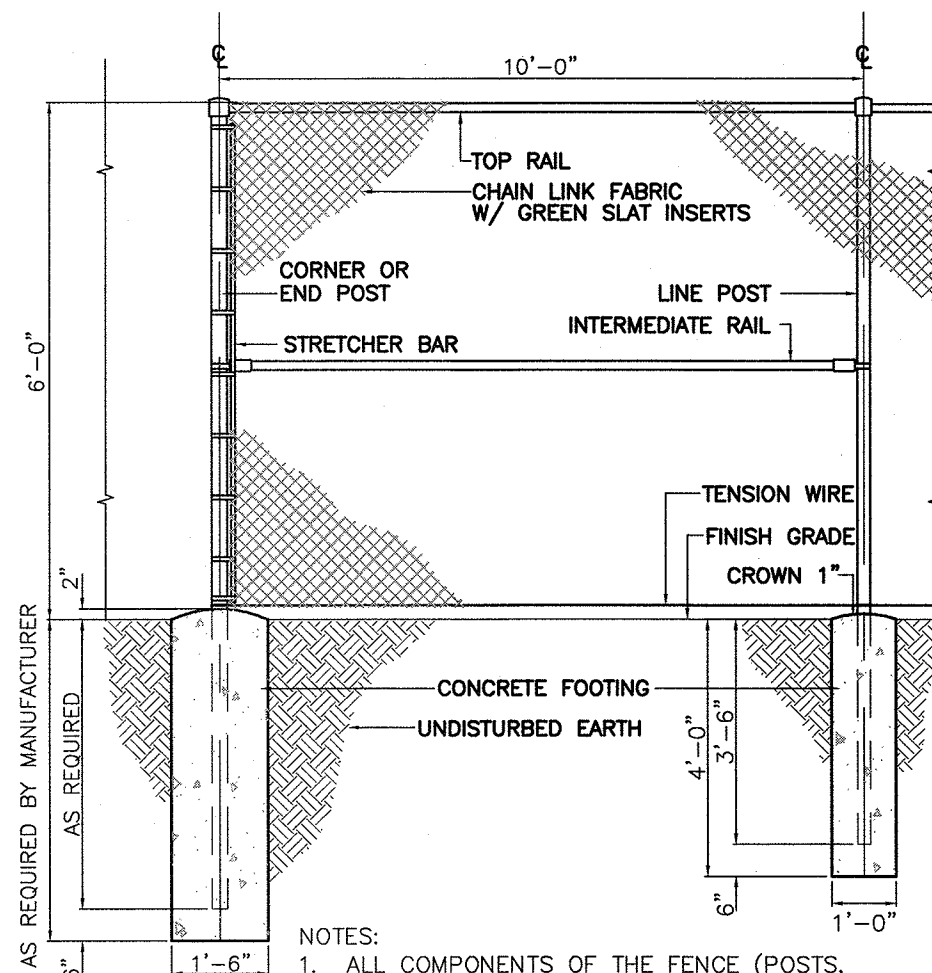 ℄
℄
10'-0"
6'-0"
TOP RAIL
CHAIN LINK FABRIC
W/ GREEN SLAT INSERTS
CORNER OR
END POST
LINE POST
INTERMEDIATE RAIL
STRETCHER BAR
TENSION WIRE
FINISH GRADE
CROWN 1"
2"
AS REQUIRED BY MANUFACTURER
AS REQUIRED
CONCRETE FOOTING
UNDISTURBED EARTH
4'-0"
3'-6"
6"
1'-0"
1'-6"
NOTES:
1. ALL COMPONENTS OF THE FENCE (POSTS,